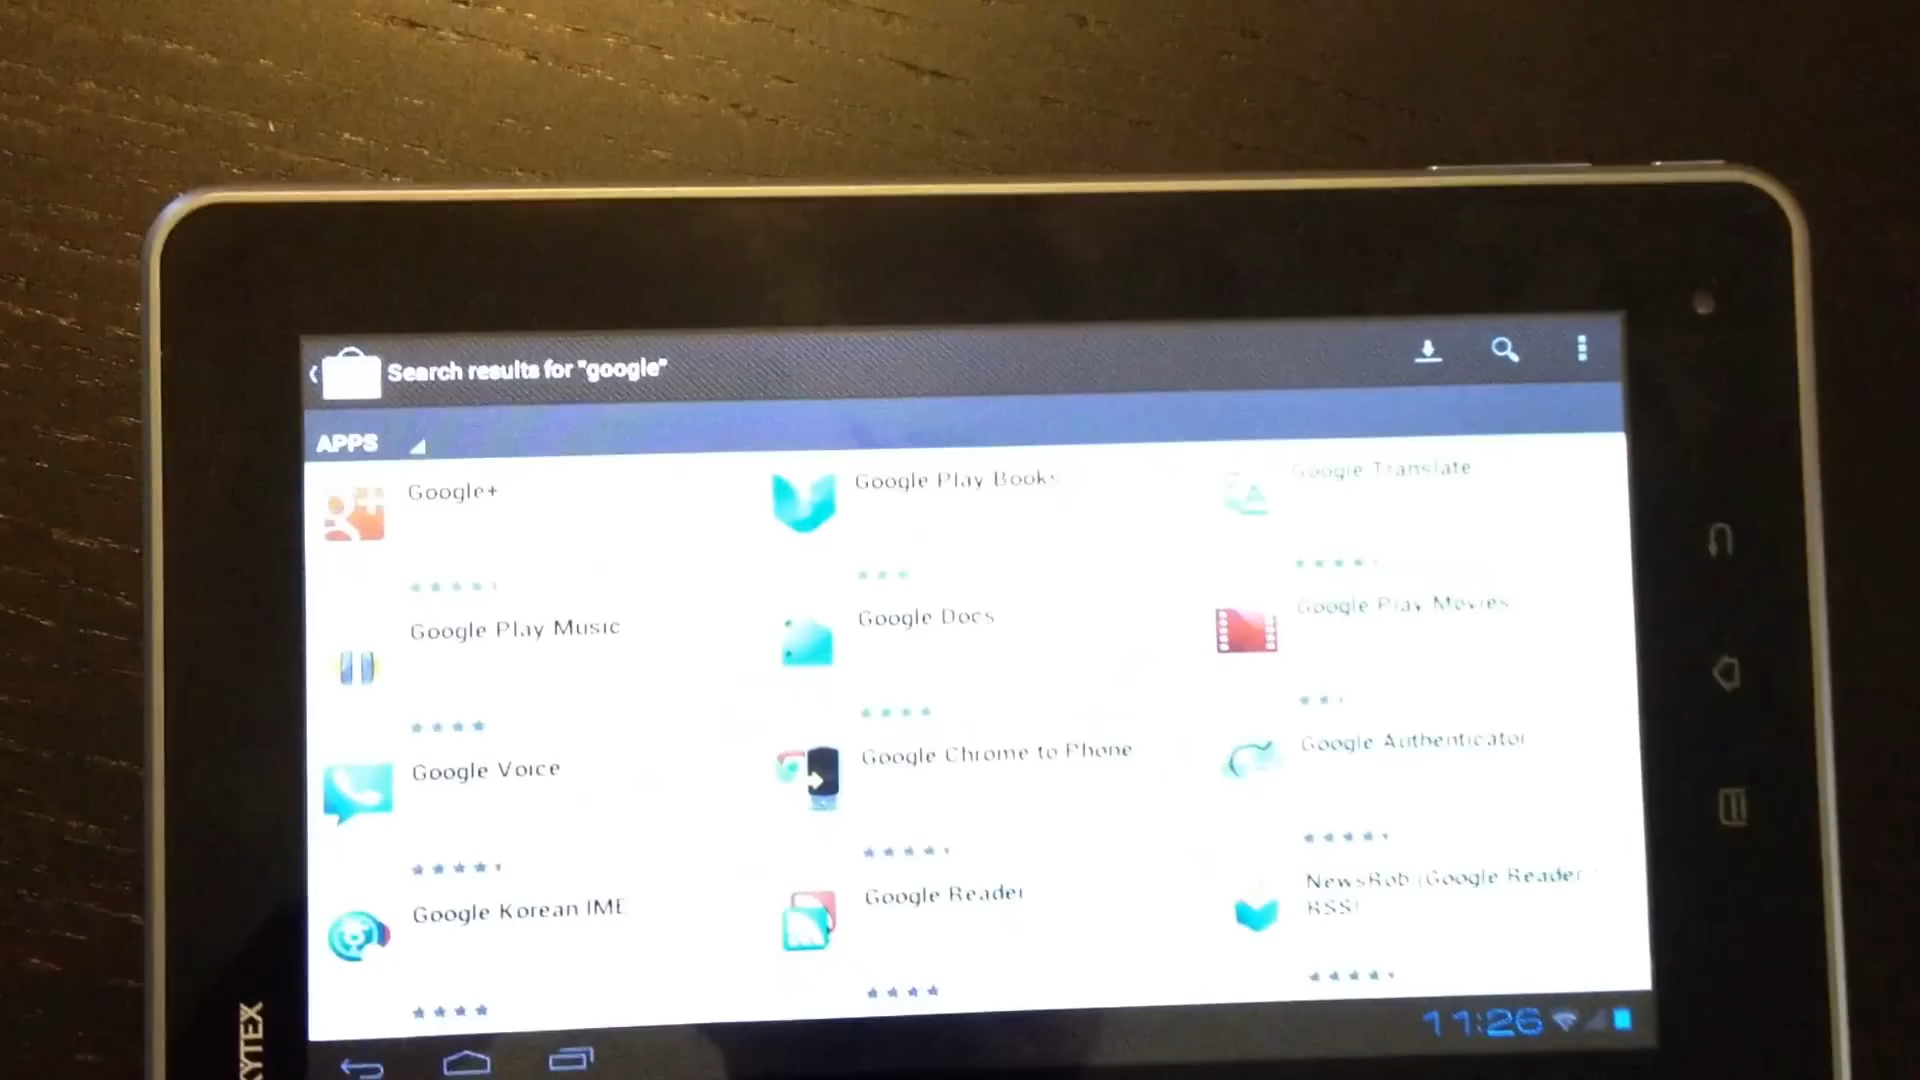 Search results for "google"
APPS
Google+
Google Play Books
Google Translate
Google Play Music
Google Docs
Google Play Movies
Google Voice
Google Chrome to Phone
Google Authenticator
Google Korean IME
Google Reader
NewsRob (Google Reader
RSS)
11:26